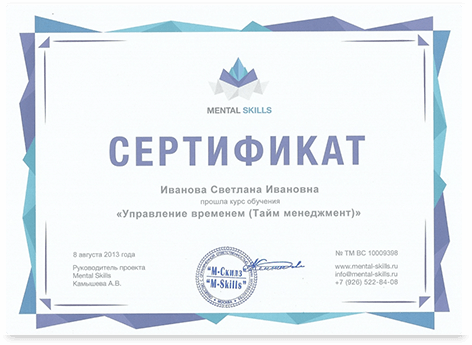 MENTAL SKILLS
СЕРТИФИКАТ
Иванова Светлана Ивановна
прошла курс обучения
«Управление временем (Тайм менеджмент)»
8 августа 2013 года
Руководитель проекта
Mental Skills
Камышева А.В.
"М-Скилз"
"M-Skills"
МОСКВА
№ ТМ ВС 10009398
www.mental-skills.ru
info@mental-skills.ru
+7 (926) 522-84-08